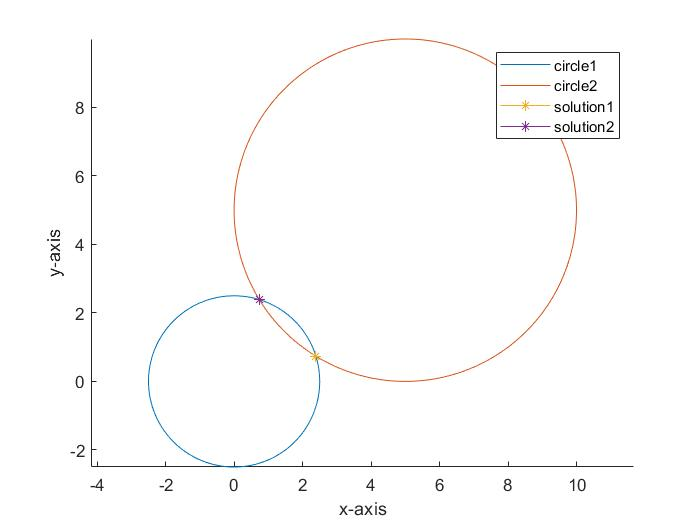 circle1
circle2
solution1
solution2
8
6
4
2
0
-2
y-axis
-4 -2 0 2 4 6 8 10
x-axis